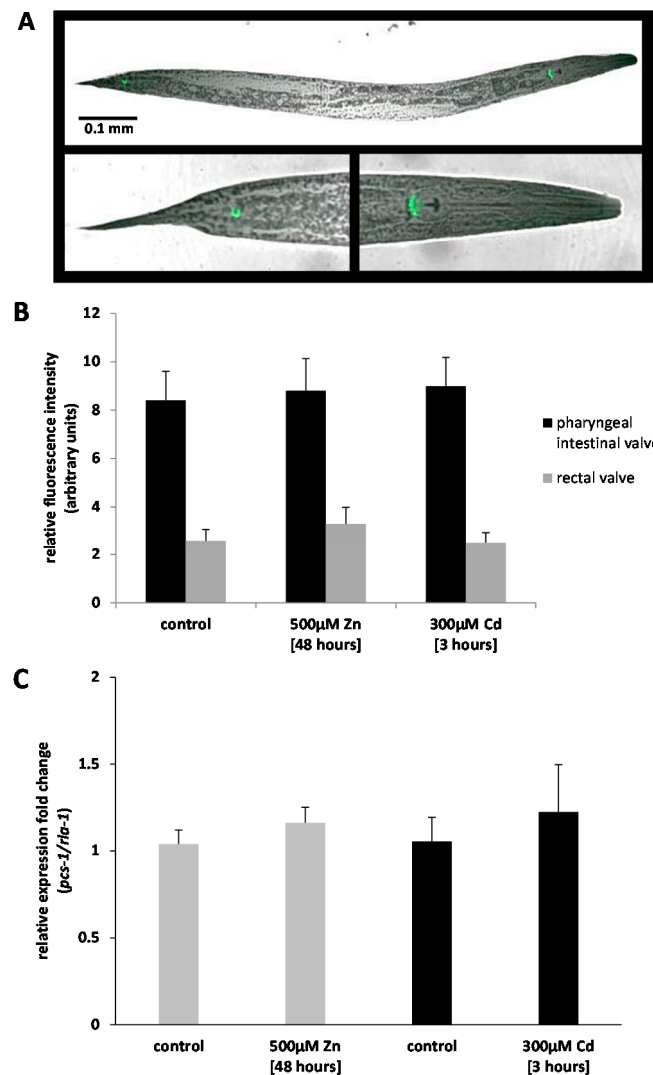 A
0.1 mm
B
relative fluorescence intensity
(arbitrary units)
12
10
8
6
4
2
0
control
500µM Zn
[48 hours]
300µM Cd
[3 hours]
pharyngeal
intestinal valve
rectal valve
C
relative expression fold change
(pcs-1/rla-1)
2
1.5
1
0.5
0
control
500µM Zn
[48 hours]
control
300µM Cd
[3 hours]